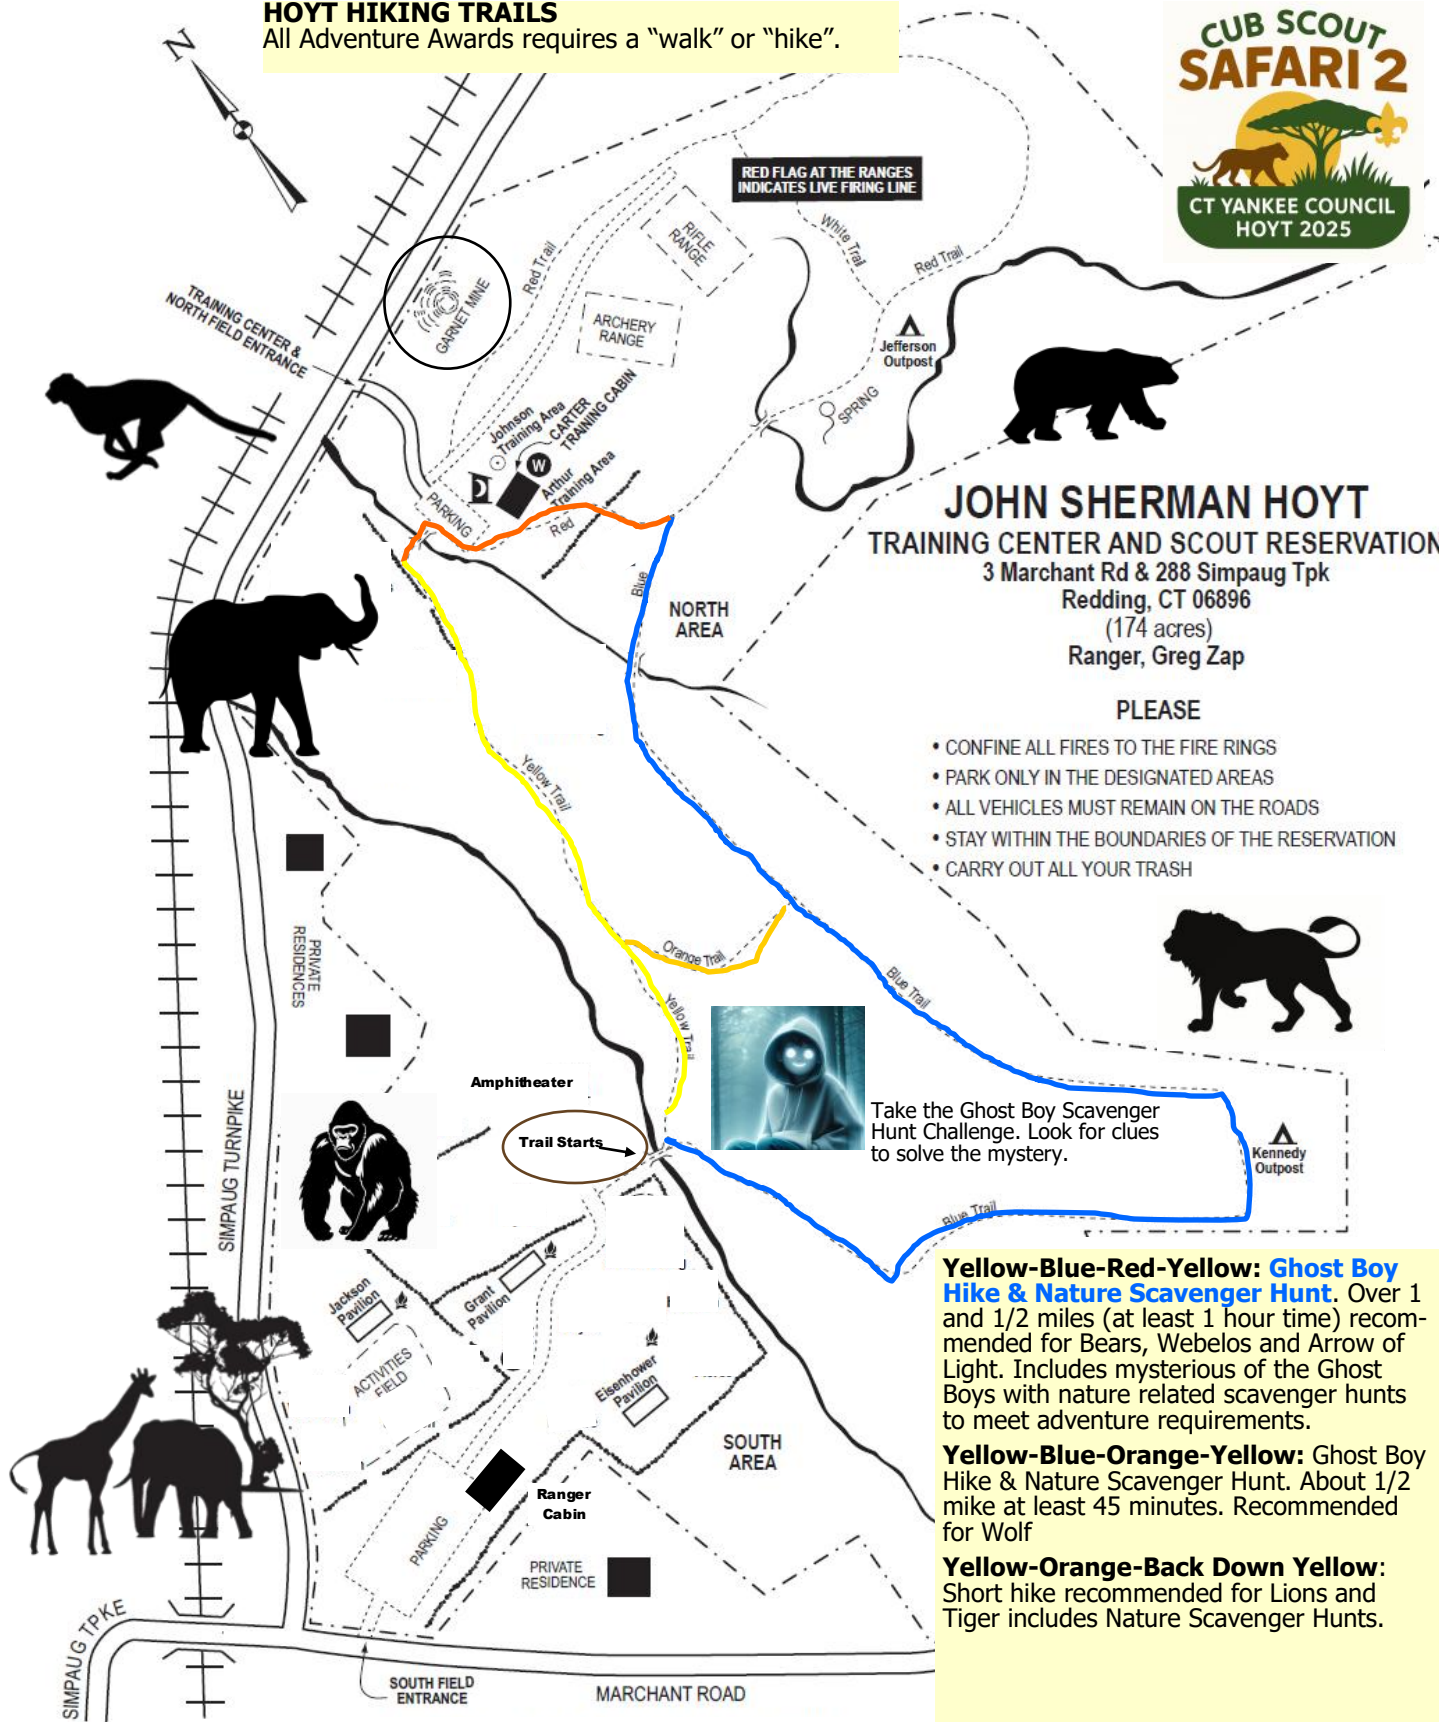 HOYT HIKING TRAILS
All Adventure Awards requires a “walk” or “hike”.
CUB SCOUT
SAFARI 2
CT YANKEE COUNCIL
HOYT 2025
N
RED FLAG AT THE RANGES
INDICATES LIVE FIRING LINE
RIFLE
RANGE
White Trail
Red Trail
Red Trail
GARNET MINE
TRAINING CENTER &
NORTH FIELD ENTRANCE
ARCHERY
RANGE
Jefferson
Outpost
SPRING
Johnson
Training Area
CARTER
TRAINING CABIN
W
Arthur
Training Area
PARKING
Red
Blue
NORTH
AREA
JOHN SHERMAN HOYT
TRAINING CENTER AND SCOUT RESERVATION
3 Marchant Rd & 288 Simpaug Tpk
Redding, CT 06896
(174 acres)
Ranger, Greg Zap
PLEASE
• CONFINE ALL FIRES TO THE FIRE RINGS
• PARK ONLY IN THE DESIGNATED AREAS
• ALL VEHICLES MUST REMAIN ON THE ROADS
• STAY WITHIN THE BOUNDARIES OF THE RESERVATION
• CARRY OUT ALL YOUR TRASH
Yellow Trail
Orange Trail
Blue Trail
Yellow Trail
PRIVATE
RESIDENCES
SIMPAUG TURNPIKE
Amphitheater
Trail Starts
Take the Ghost Boy Scavenger
Hunt Challenge. Look for clues
to solve the mystery.
Kennedy
Outpost
Blue Trail
Jackson
Pavilion
Grant
Pavilion
ACTIVITIES
FIELD
Eisenhower
Pavilion
SOUTH
AREA
Ranger
Cabin
PARKING
PRIVATE
RESIDENCE
SIMPAUG TPKE
SOUTH FIELD
ENTRANCE
MARCHANT ROAD
Yellow-Blue-Red-Yellow: Ghost Boy
Hike & Nature Scavenger Hunt. Over 1
and 1/2 miles (at least 1 hour time) recom-
mended for Bears, Webelos and Arrow of
Light. Includes mysterious of the Ghost
Boys with nature related scavenger hunts
to meet adventure requirements.
Yellow-Blue-Orange-Yellow: Ghost Boy
Hike & Nature Scavenger Hunt. About 1/2
mike at least 45 minutes. Recommended
for Wolf
Yellow-Orange-Back Down Yellow:
Short hike recommended for Lions and
Tiger includes Nature Scavenger Hunts.